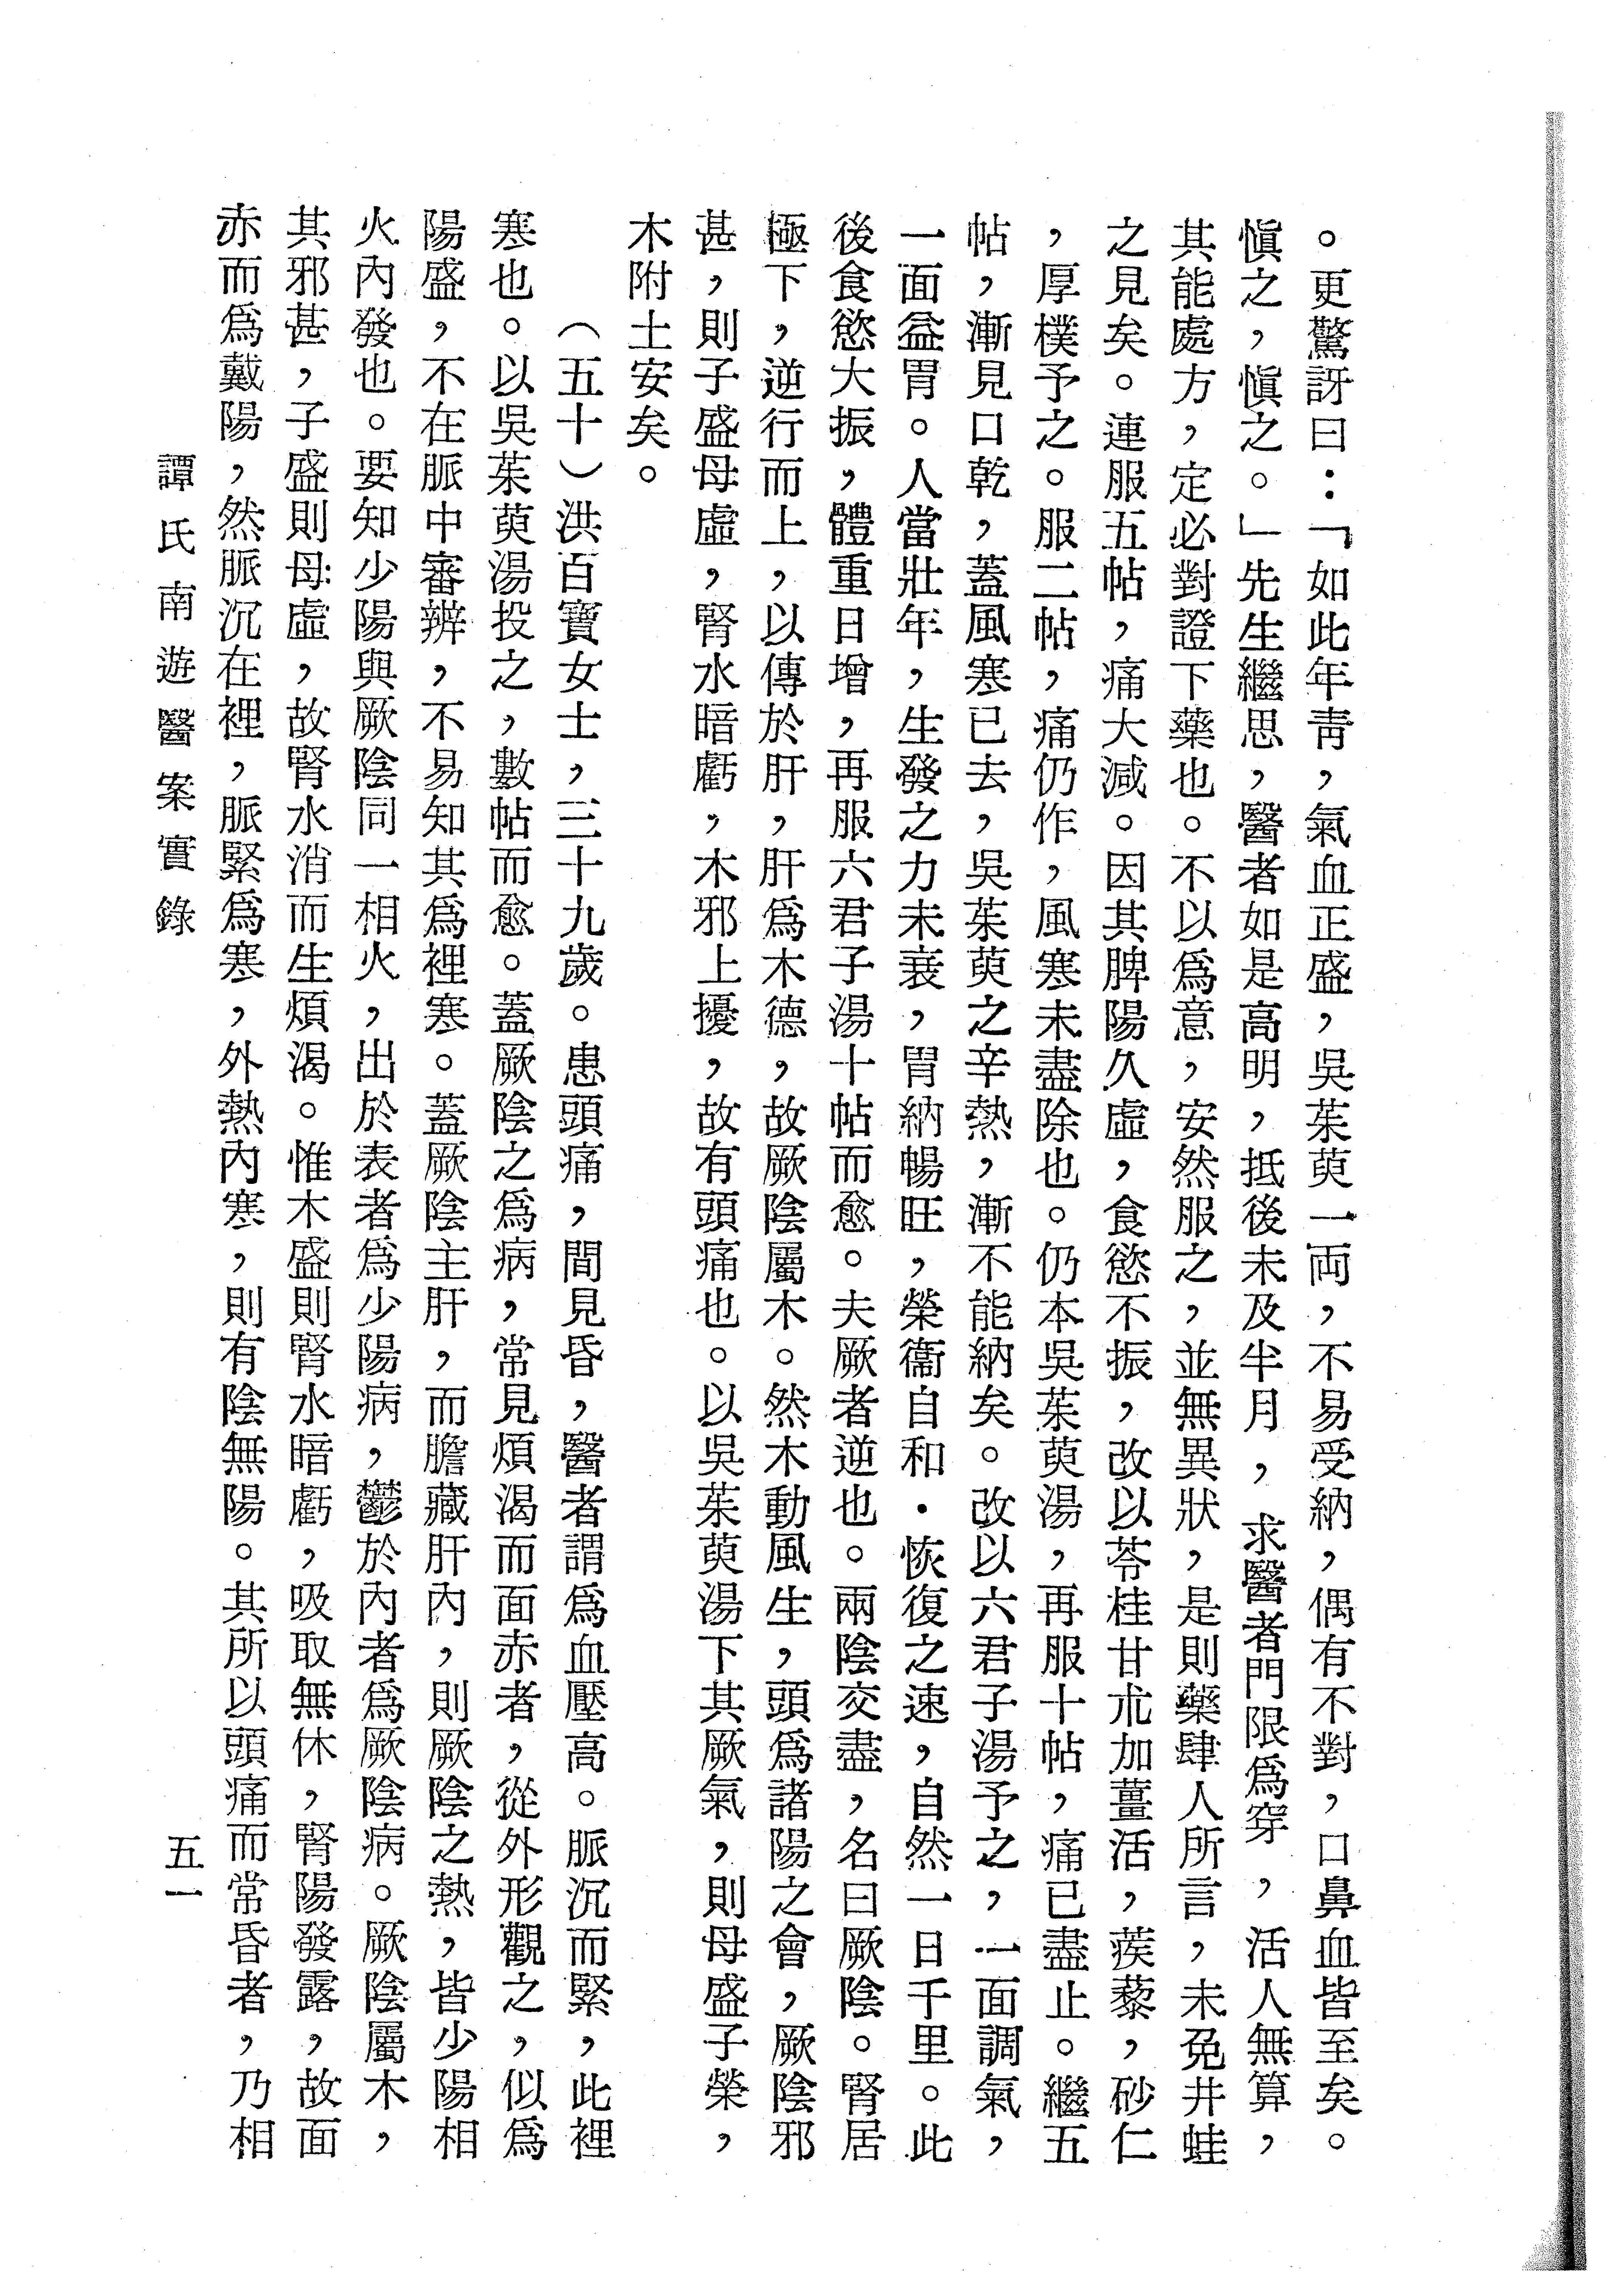 。更驚訝曰：「如此年靑，氣血正盛，吳茱萸一両，不易受納，偶有不對，口鼻血皆至矣。
愼之，愼之。」先生繼思，醫者如是高明，抵後未及半月，求醫者門限爲穿，活人無算，
其能處方，定必對證下藥也。不以爲意，安然服之，並無異狀，是則藥肆人所言，未免井蛙
之見矣。連服五帖，痛大減。因其脾陽久虛，食慾不振，改以苓桂甘朮加薑活，蒺藜，砂仁
，厚樸予之。服二帖，痛仍作，風寒未盡除也。仍本吳茱萸湯，再服十帖，痛已盡止。繼五
帖，漸見口乾，蓋風寒已去，吳茱萸之辛熱，漸不能納矣。改以六君子湯予之，一面調氣，
一面益胃。人當壯年，生發之力未衰，胃納暢旺，榮衞自和・恢復之速，自然一日千里。此
後食慾大振，體重日增，再服六君子湯十帖而愈。夫厥者逆也。兩陰交盡，名曰厥陰。腎居
極下，逆行而上，以傳於肝，肝爲木德，故厥陰屬木。然木動風生，頭爲諸陽之會，厥陰邪
甚，則子盛母虛，腎水暗虧，木邪上擾，故有頭痛也。以吳茱萸湯下其厥氣，則母盛子榮，
木附土安矣。
（五十）洪百寶女士，三十九歲。患頭痛，間見昏，醫者謂爲血壓高。脈沉而緊，此裡
寒也。以吳茱萸湯投之，數帖而愈。蓋厥陰之爲病，常見煩渴而面赤者，從外形觀之，似爲
陽盛，不在脈中審辨，不易知其爲裡寒。蓋厥陰主肝，而膽藏肝內，則厥陰之熱，皆少陽相
火內發也。要知少陽與厥陰同一相火，出於表者爲少陽病，鬱於內者爲厥陰病。厥陰屬木，
其邪甚，子盛則母虛，故腎水消而生煩渴。惟木盛則腎水暗虧，吸取無休，腎陽發露，故面
赤而爲戴陽，然脈沉在裡，脈緊爲寒，外熱內寒，則有陰無陽。其所以頭痛而常昏者，乃相
譚氏南遊醫案實錄
五一